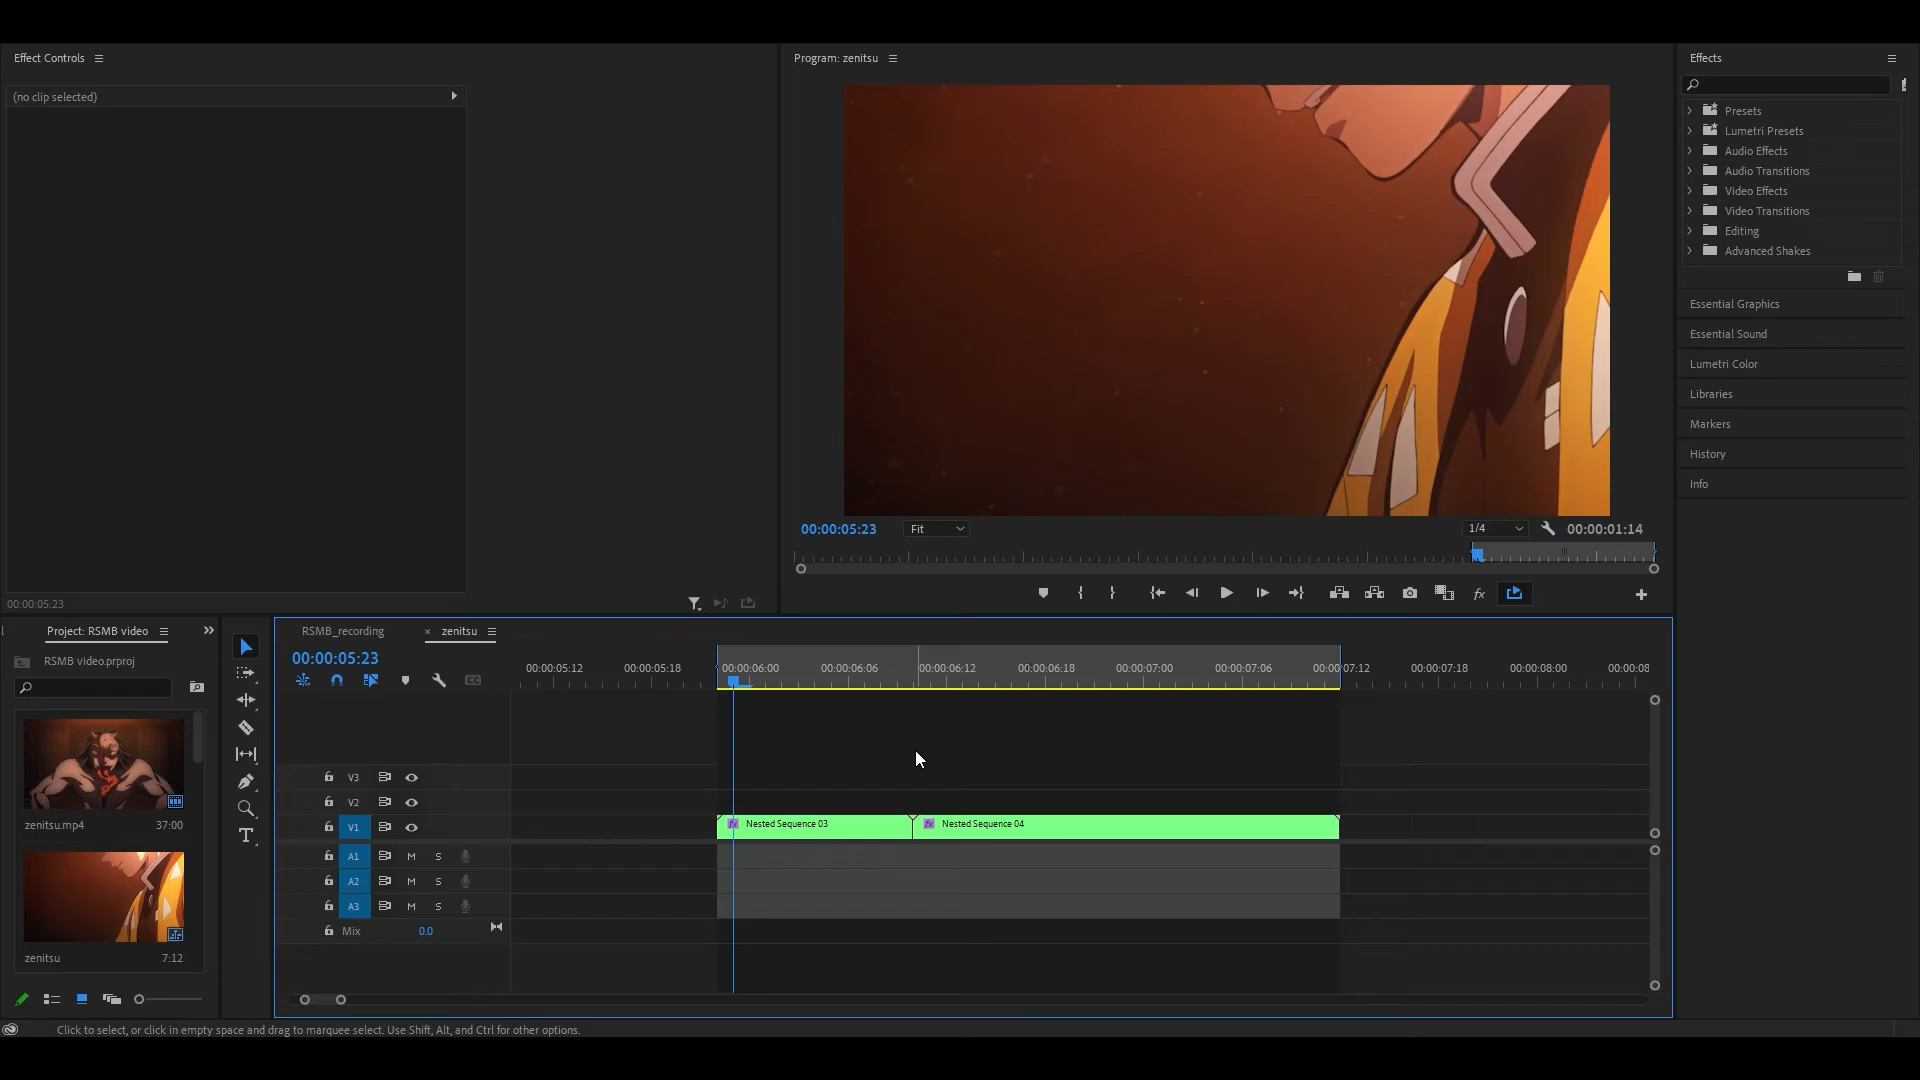 Effect Controls
(no clip selected)
00:00:05:23
Program: zenitsu
00:00:05:23
Fit
1/4
00:00:01:14
fx
Effects
Presets
Lumetri Presets
Audio Effects
Audio Transitions
Video Effects
Video Transitions
Editing
Advanced Shakes
Essential Graphics
Essential Sound
Lumetri Color
Libraries
Markers
History
Info
Project: RSMB video
RSMB video.prproj
zenitsu.mp4 37:00
zenitsu 7:12
T
RSMB_recording × zenitsu
00:00:05:23
00:00:05:12 00:00:05:18 00:00:06:00 00:00:06:06 00:00:06:12 00:00:06:18 00:00:07:00 00:00:07:06 00:00:07:12 00:00:07:18 00:00:08:00 00:00:08
V3
V2
V1 fx Nested Sequence 03 fx Nested Sequence 04
A1 M S
A2 M S
A3 M S
Mix 0.0
Click to select, or click in empty space and drag to marquee select. Use Shift, Alt, and Ctrl for other options.